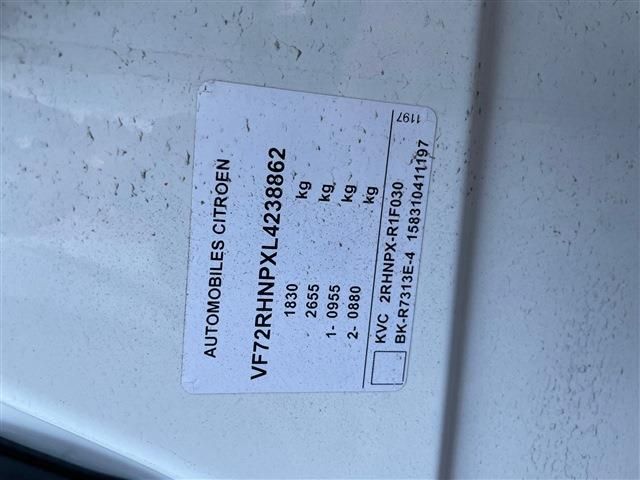 AUTOMOBILES CITROEN
VF72RHNPXL4238862
1830 kg
2655 kg
1- 0955 kg
2- 0880 kg
KVC 2RHNPX-R1F030
BK-R7313E-4 158310411197
1197